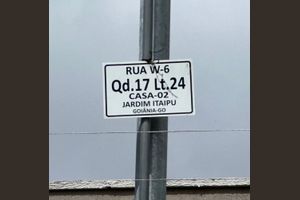 RUA W-6
Qd.17 Lt.24
CASA-02
JARDIM ITAIPU
GOIÂNIA-GO